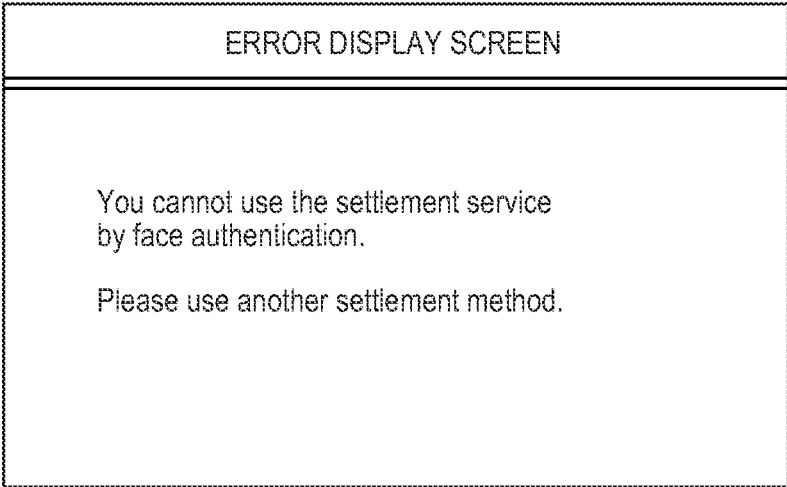 ERROR DISPLAY SCREEN
You cannot use the settlement service
by face authentication.
Please use another settlement method.